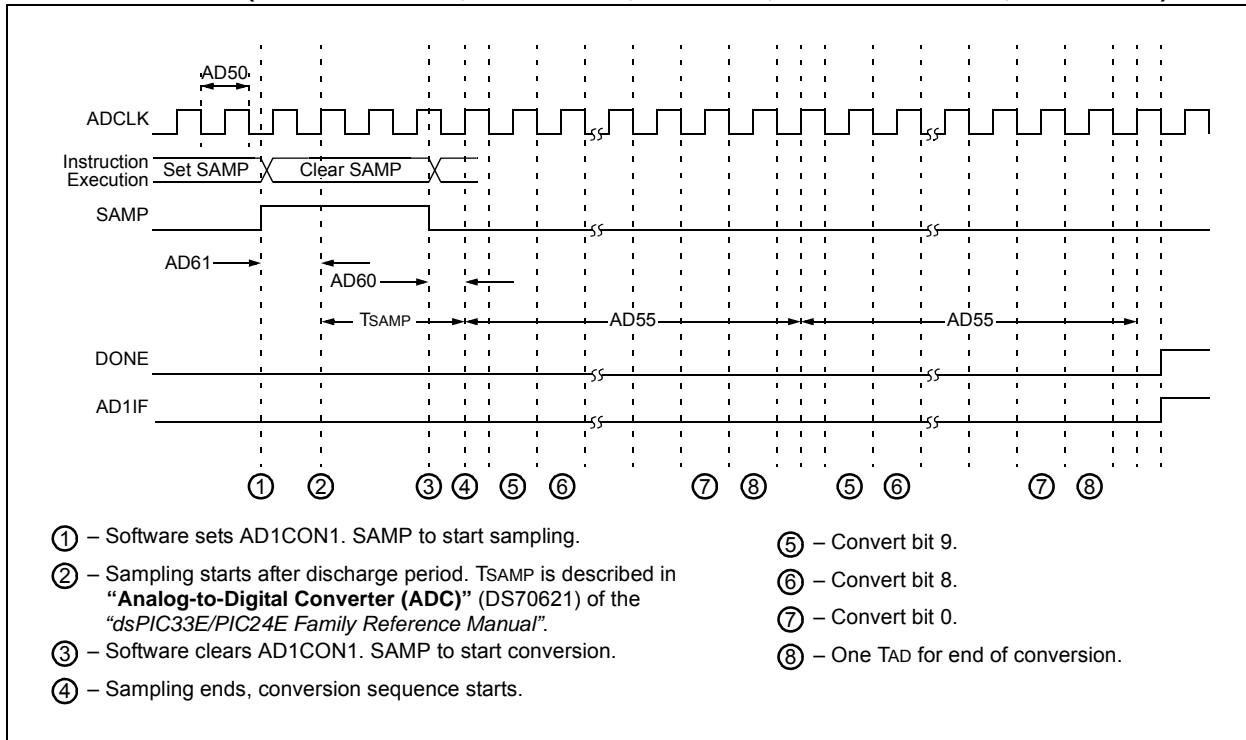 AD50
ADCLK
Instruction
Execution
Set SAMP
Clear SAMP
SAMP
AD61
AD60
TSAMP
AD55
AD55
DONE
AD1IF
1 2 3 4 5 6 7 8 5 6 7 8
1 – Software sets AD1CON1. SAMP to start sampling.
2 – Sampling starts after discharge period. TSAMP is described in
“Analog-to-Digital Converter (ADC)” (DS70621) of the
“dsPIC33E/PIC24E Family Reference Manual”.
3 – Software clears AD1CON1. SAMP to start conversion.
4 – Sampling ends, conversion sequence starts.
5 – Convert bit 9.
6 – Convert bit 8.
7 – Convert bit 0.
8 – One TAD for end of conversion.